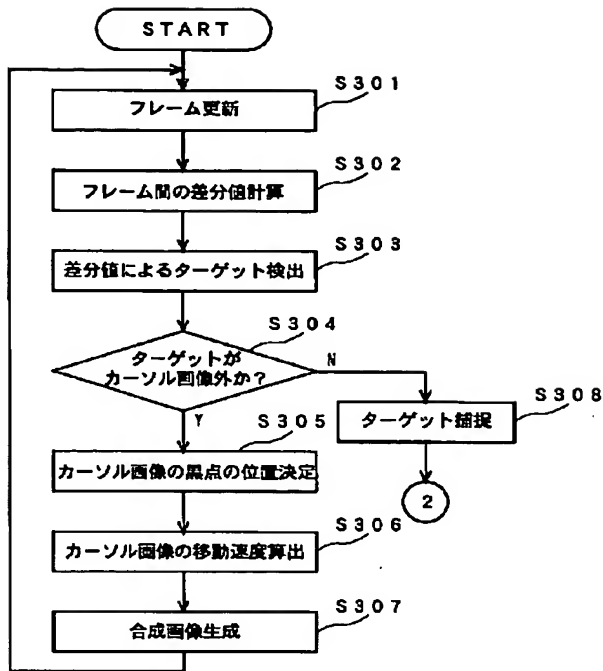 START
S301
フレーム更新
S302
フレーム間の差分値計算
S303
差分値によるターゲット検出
S304
ターゲットが
カーソル画像外か？
N
Y
S308
ターゲット捕捉
2
S305
カーソル画像の黒点の位置決定
S306
カーソル画像の移動速度算出
S307
合成画像生成